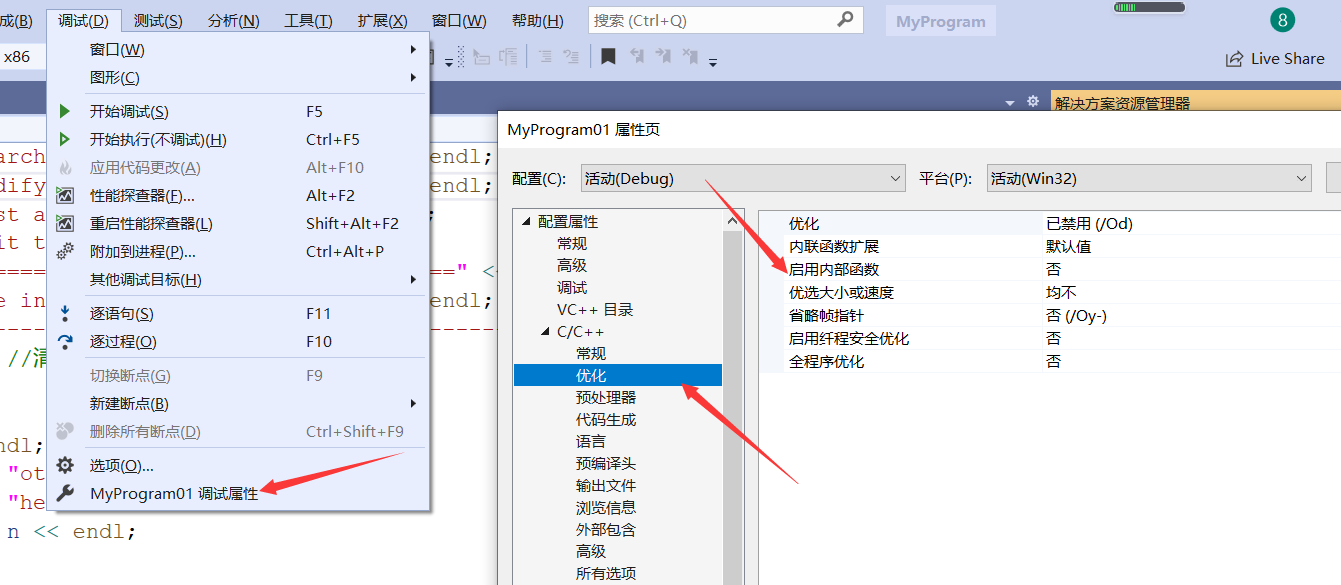 成(B) 调试(D) 测试(S) 分析(N) 工具(T) 扩展(X) 窗口(W) 帮助(H) 搜索 (Ctrl+Q) MyProgram 8
x86 Live Share
窗口(W)
图形(C)
开始调试(S) F5
开始执行(不调试)(H) Ctrl+F5
应用代码更改(A) Alt+F10
性能探查器(F)... Alt+F2
重启性能探查器(L) Shift+Alt+F2
附加到进程(P)... Ctrl+Alt+P
其他调试目标(H)
逐语句(S) F11
逐过程(O) F10
切换断点(G) F9
新建断点(B)
删除所有断点(D) Ctrl+Shift+F9
选项(O)...
MyProgram01 调试属性
arch endl;
dify endl;
st a ;
it t
==== ==" <
e in endl;
//清
ndl;
"ot
"he
n << endl;
解决方案资源管理器
MyProgram01 属性页
配置(C): 活动(Debug) 平台(P): 活动(Win32)
配置属性
常规
高级
调试
VC++ 目录
C/C++
常规
优化
预处理器
代码生成
语言
预编译头
输出文件
浏览信息
外部包含
高级
所有选项
优化 已禁用 (/Od)
内联函数扩展 默认值
启用内部函数 否
优选大小或速度 均不
省略帧指针 否 (/Oy-)
启用纤程安全优化 否
全程序优化 否